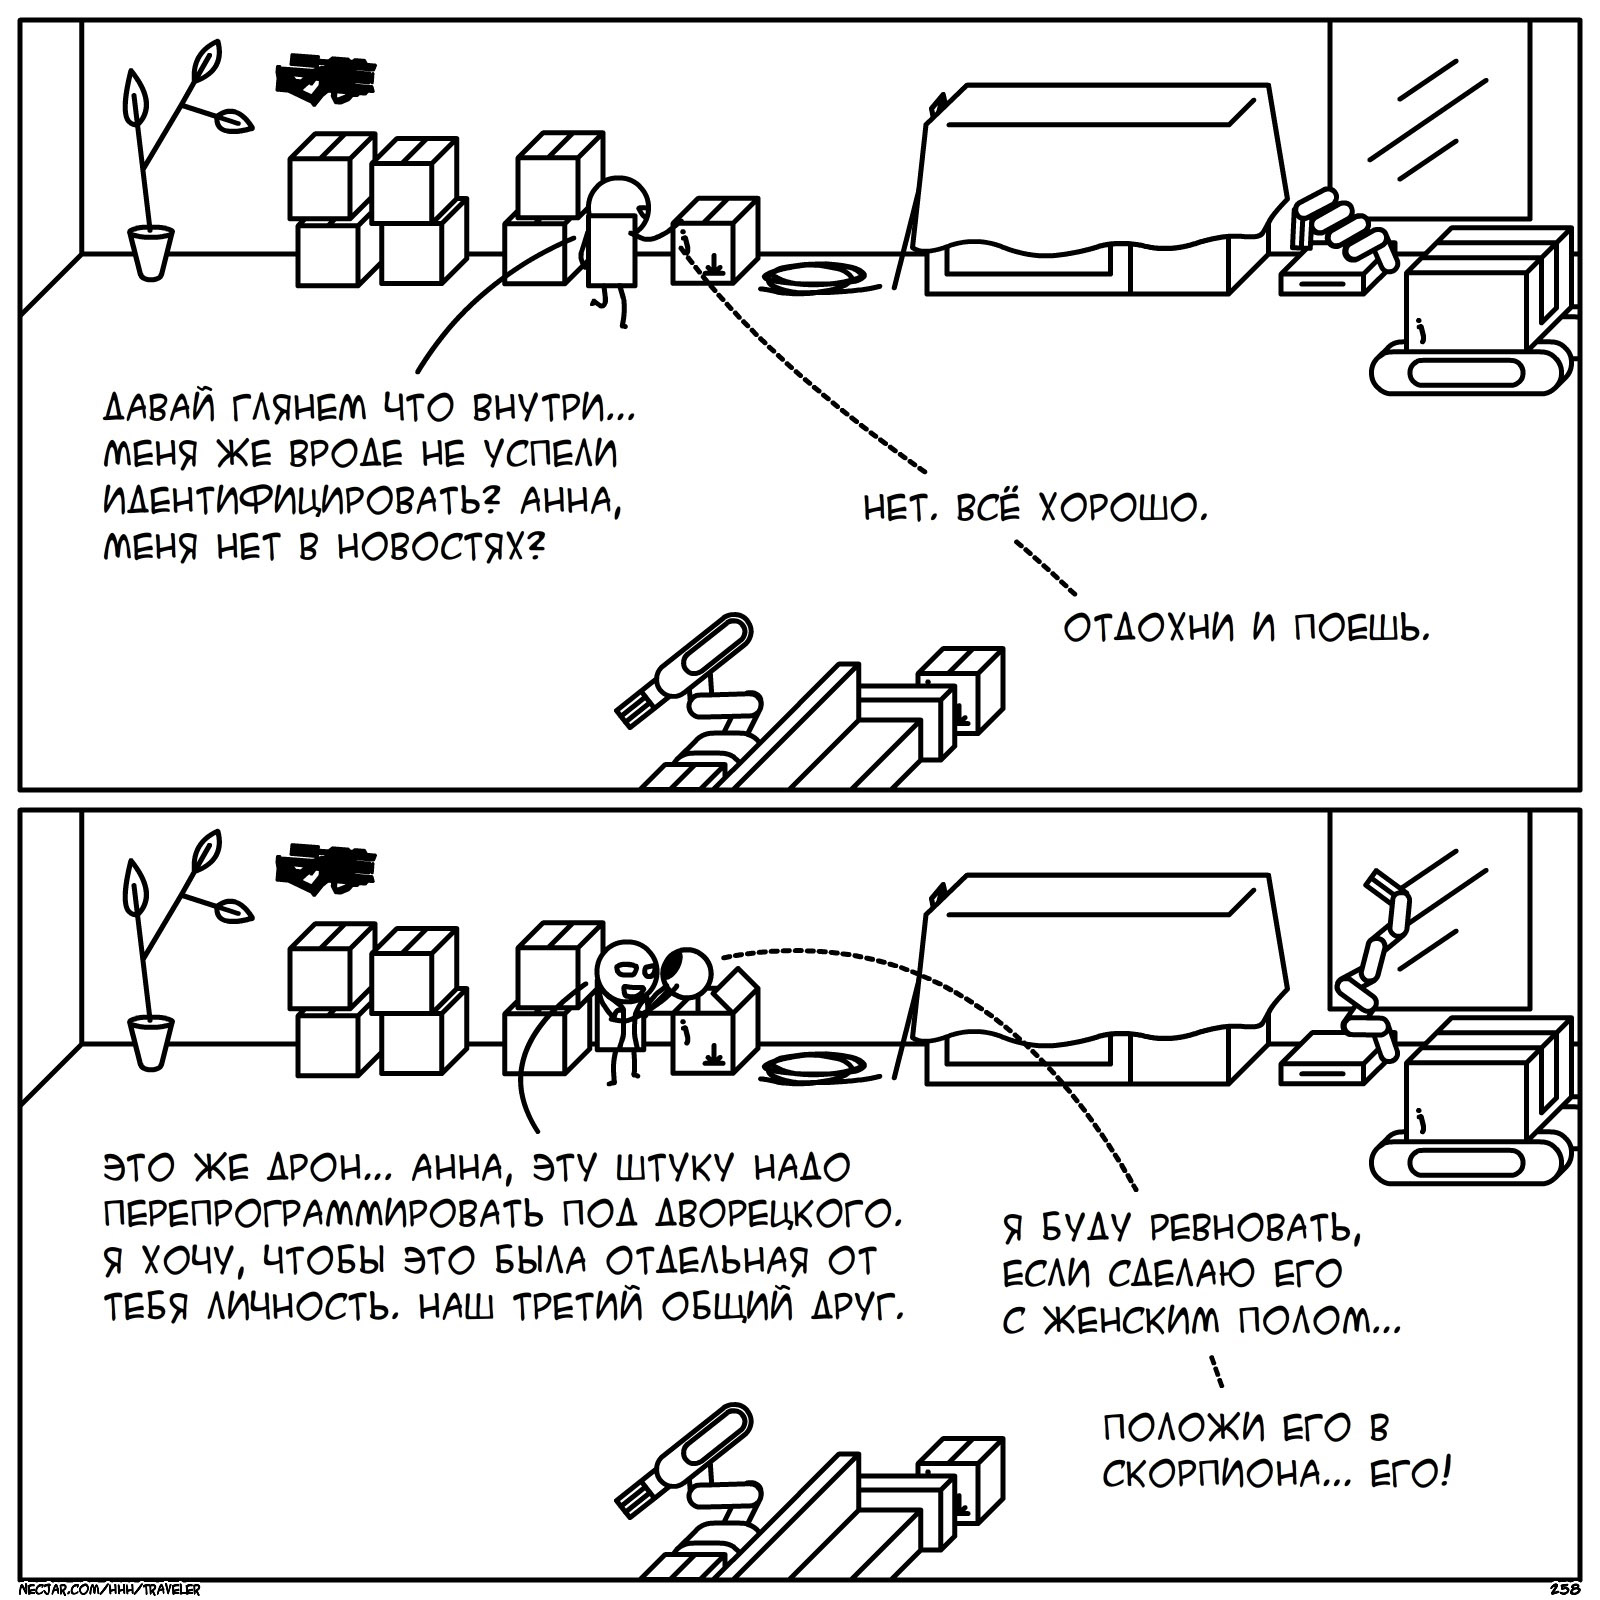 ДАВАЙ ГЛЯНЕМ ЧТО ВНУТРИ...
МЕНЯ ЖЕ ВРОДЕ НЕ УСПЕЛИ
ИДЕНТИФИЦИРОВАТЬ? АННА,
МЕНЯ НЕТ В НОВОСТЯХ?
НЕТ. ВСЁ ХОРОШО.
ОТДОХНИ И ПОЕШЬ.
ЭТО ЖЕ ДРОН... АННА, ЭТУ ШТУКУ НАДО
ПЕРЕПРОГРАММИРОВАТЬ ПОД ДВОРЕЦКОГО.
Я ХОЧУ, ЧТОБЫ ЭТО БЫЛА ОТДЕЛЬНАЯ ОТ
ТЕБЯ ЛИЧНОСТЬ. НАШ ТРЕТИЙ ОБЩИЙ ДРУГ.
Я БУДУ РЕВНОВАТЬ,
ЕСЛИ СДЕЛАЮ ЕГО
С ЖЕНСКИМ ПОЛОМ...
ПОЛОЖИ ЕГО В
СКОРПИОНА... ЕГО!
NECJAR.COM/HHH/TRAVELER
258